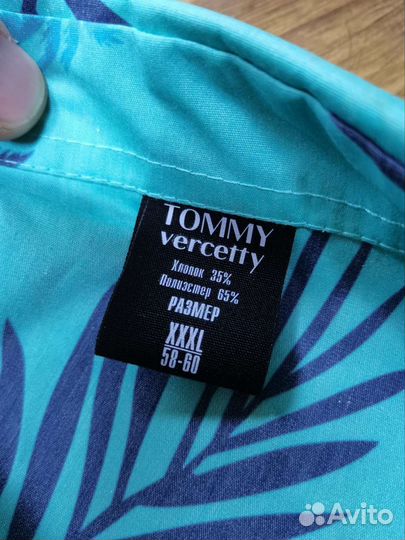 TOMMY
vercetty
Хлопок 35%
Полиэстер 65%
РАЗМЕР
XXXL
58-60
Avito